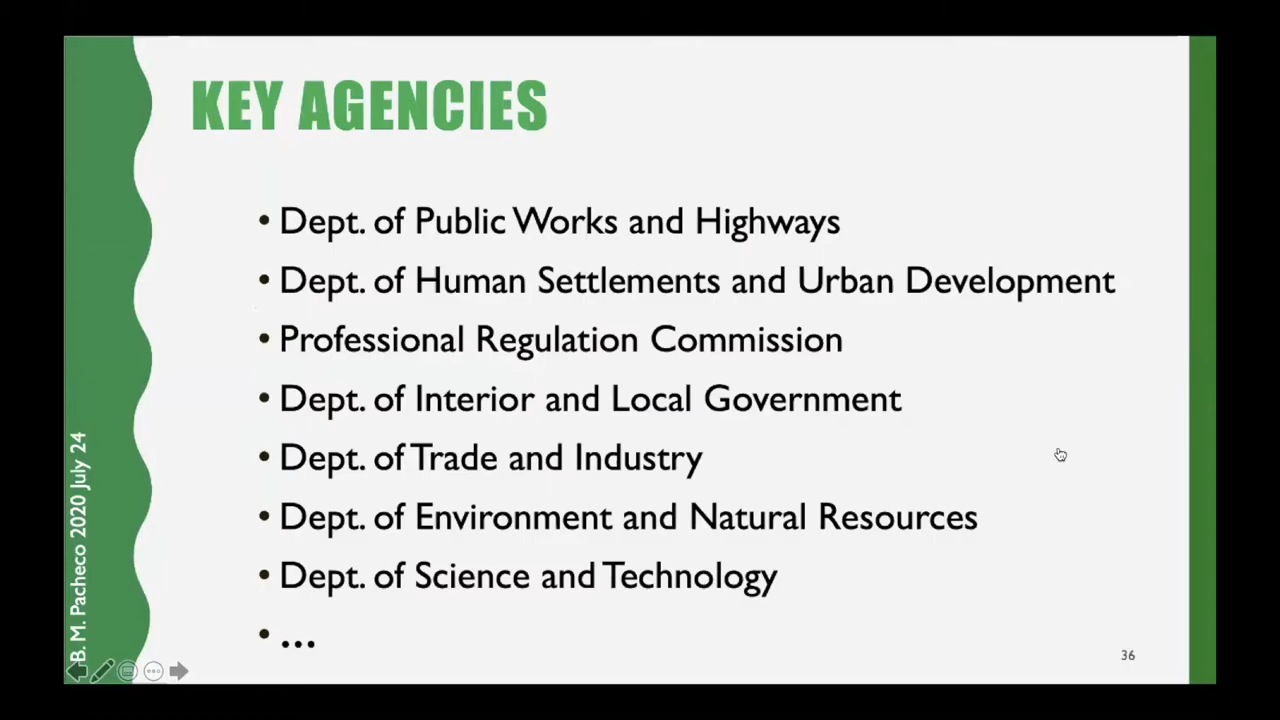 KEY AGENCIES
• Dept. of Public Works and Highways
• Dept. of Human Settlements and Urban Development
• Professional Regulation Commission
• Dept. of Interior and Local Government
• Dept. of Trade and Industry
• Dept. of Environment and Natural Resources
• Dept. of Science and Technology
• ...
B. M. Pacheco 2020 July 24
36